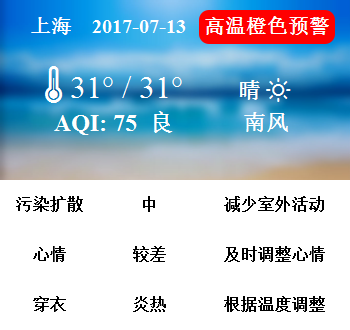 上海 2017-07-13 高温橙色预警
31° / 31° 晴
AQI: 75 良 南风
污染扩散 中 减少室外活动
心情 较差 及时调整心情
穿衣 炎热 根据温度调整